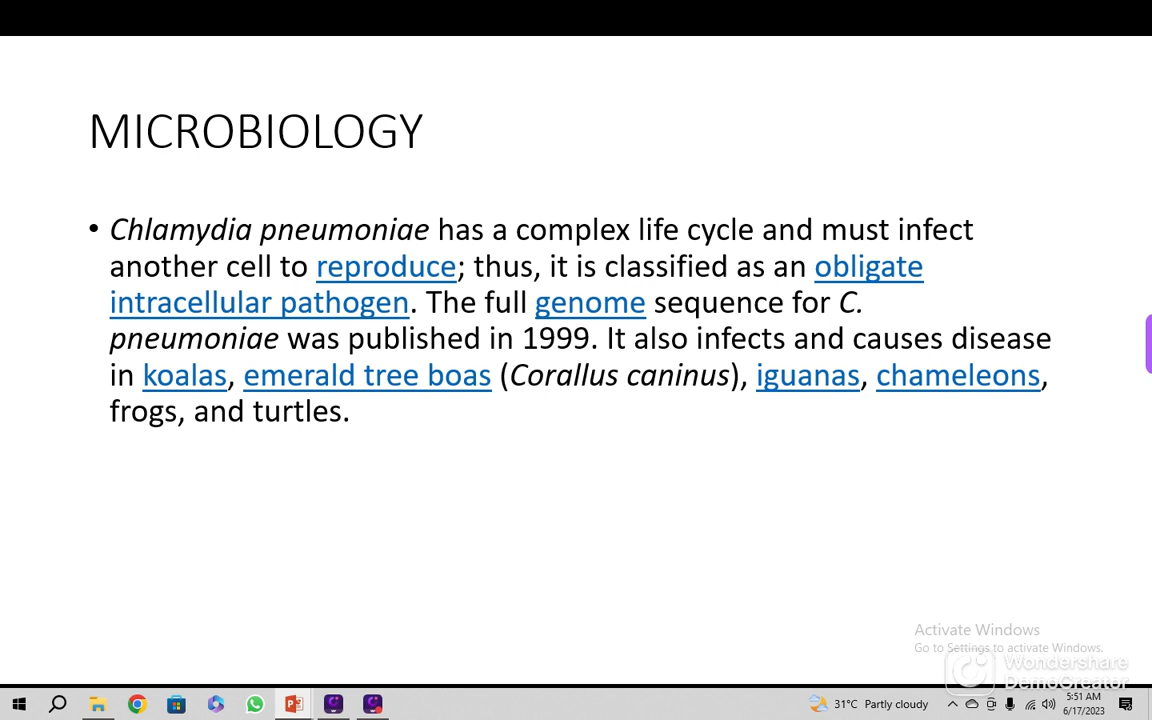 MICROBIOLOGY
• Chlamydia pneumoniae has a complex life cycle and must infect
another cell to reproduce; thus, it is classified as an obligate
intracellular pathogen. The full genome sequence for C.
pneumoniae was published in 1999. It also infects and causes disease
in koalas, emerald tree boas (Corallus caninus), iguanas, chameleons,
frogs, and turtles.
Activate Windows
Go to Settings to activate Windows.
Wondershare
DemoCreator
31°C Partly cloudy
5:51 AM
6/17/2023